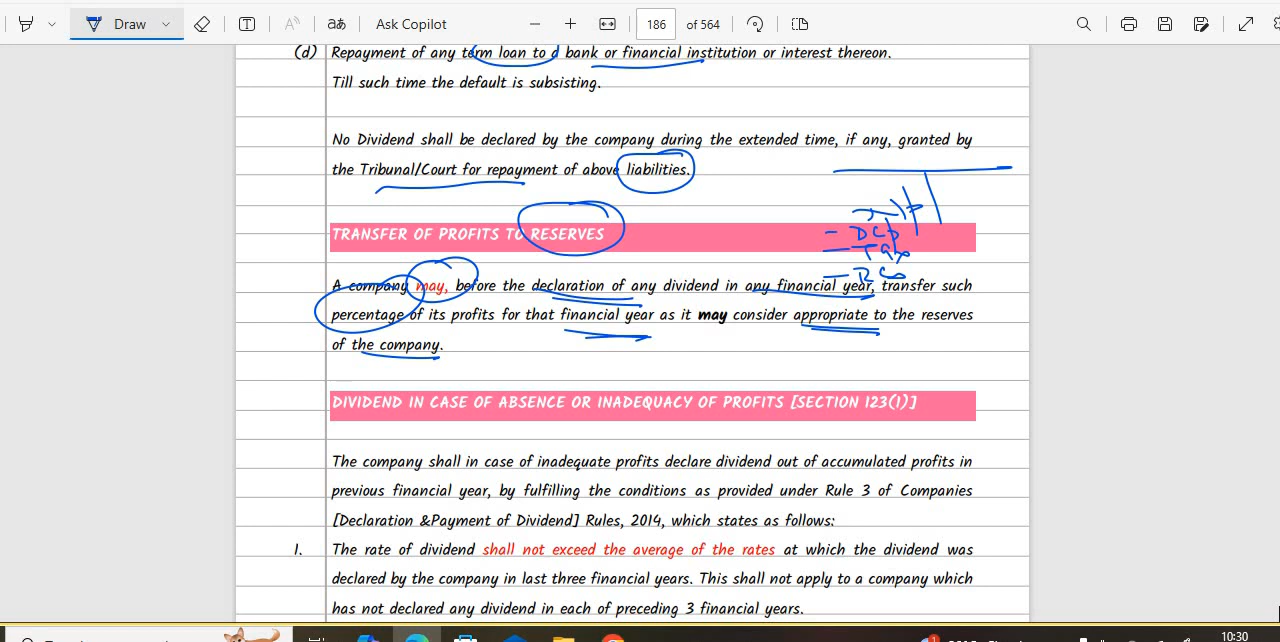 Draw
aあ
Ask Copilot
186 of 564
(d) Repayment of any term loan to a bank or financial institution or interest thereon.
Till such time the default is subsisting.
No Dividend shall be declared by the company during the extended time, if any, granted by
the Tribunal/Court for repayment of above liabilities.
TRANSFER OF PROFITS TO RESERVES
A company may, before the declaration of any dividend in any financial year, transfer such
percentage of its profits for that financial year as it may consider appropriate to the reserves
of the company.
DIVIDEND IN CASE OF ABSENCE OR INADEQUACY OF PROFITS [SECTION 123(1)]
The company shall in case of inadequate profits declare dividend out of accumulated profits in
previous financial year, by fulfilling the conditions as provided under Rule 3 of Companies
[Declaration &Payment of Dividend] Rules, 2014, which states as follows:
1. The rate of dividend shall not exceed the average of the rates at which the dividend was
declared by the company in last three financial years. This shall not apply to a company which
has not declared any dividend in each of preceding 3 financial years.
10:30